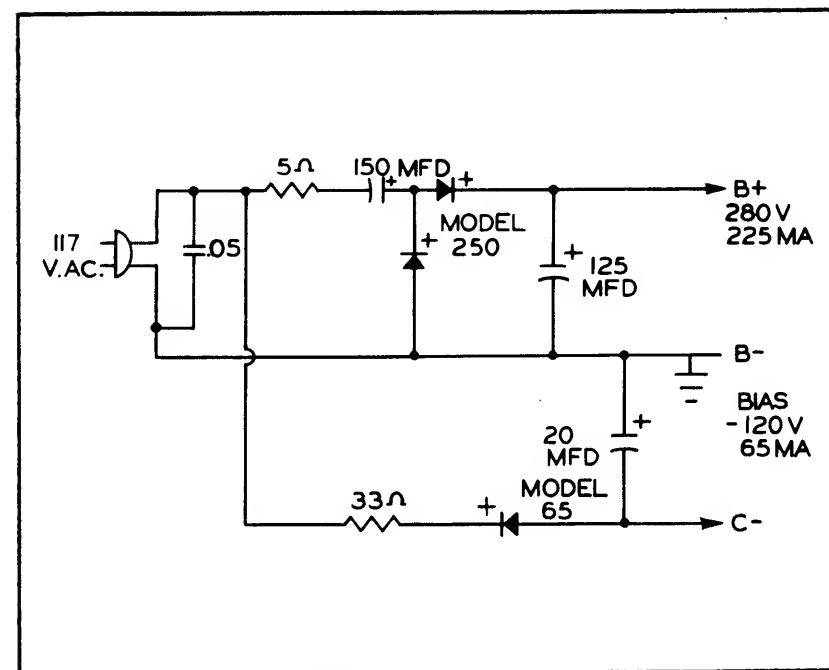 5Ω
150 MFD
+
+
B+
280 V
225 MA
MODEL
250
+
117
V.AC.
.05
+
125
MFD
B-
BIAS
-120V
65 MA
20
MFD
+
33Ω
+
MODEL
65
C-